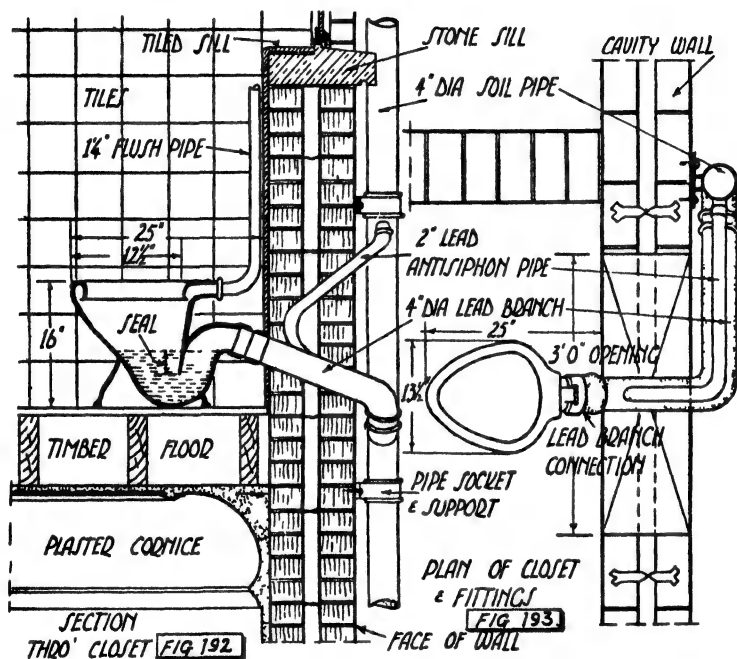 TILED SILL
STONE SILL
CAVITY WALL
TILES
4" DIA SOIL PIPE
1¼" FLUSH PIPE
25"
12½"
2" LEAD
ANTISIPHON PIPE
4" DIA LEAD BRANCH
25"
16"
SEAL
3'0" OPENING
13½"
LEAD BRANCH
CONNECTION
TIMBER FLOOR
PIPE SOCKET
& SUPPORT
PLASTER CORNICE
PLAN OF CLOSET
& FITTINGS
FIG 193
SECTION
THRO' CLOSET FIG 192
FACE OF WALL